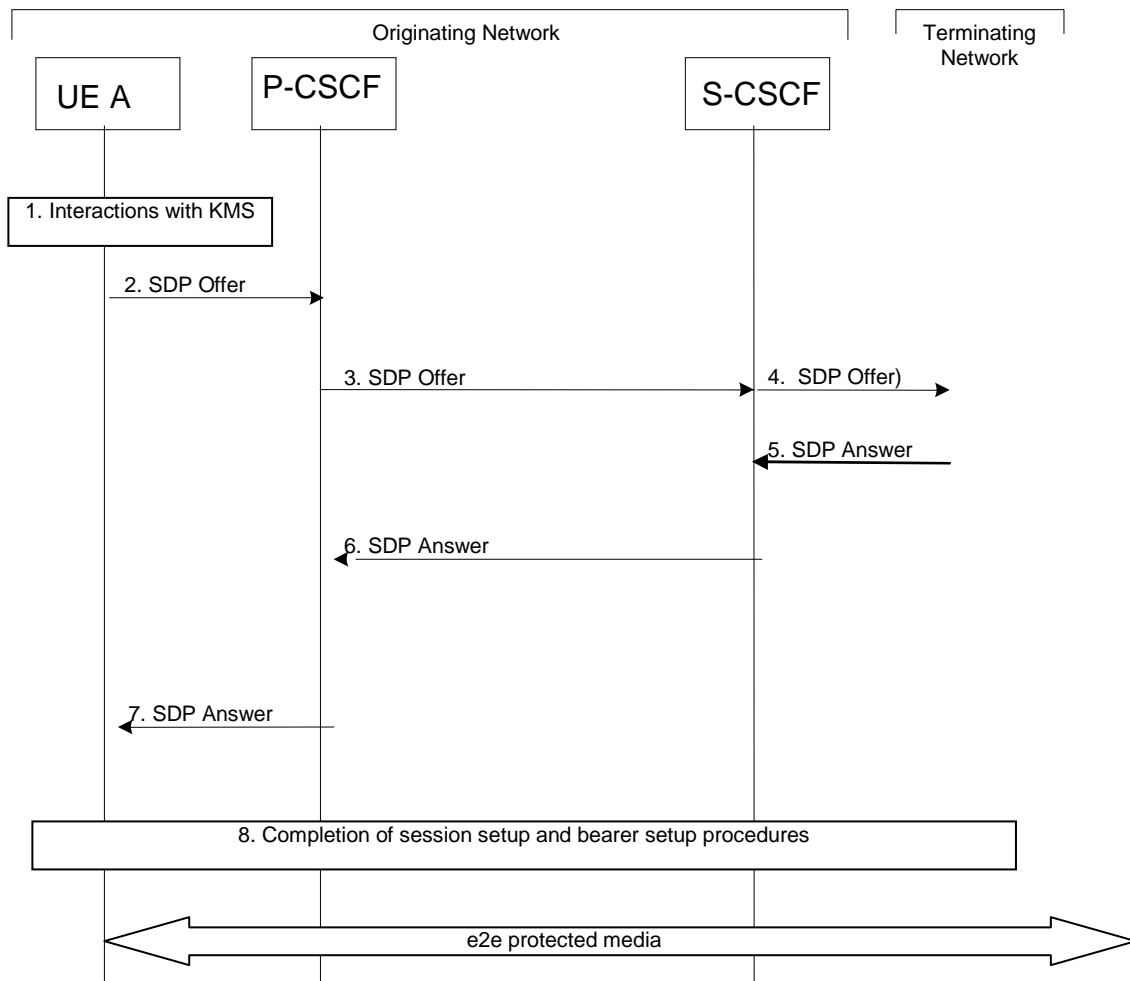 Originating Network
Terminating
Network
UE A
P-CSCF
S-CSCF
1. Interactions with KMS
2. SDP Offer
3. SDP Offer
4.  SDP Offer)
5. SDP Answer
6. SDP Answer
7. SDP Answer
8. Completion of session setup and bearer setup procedures
e2e protected media